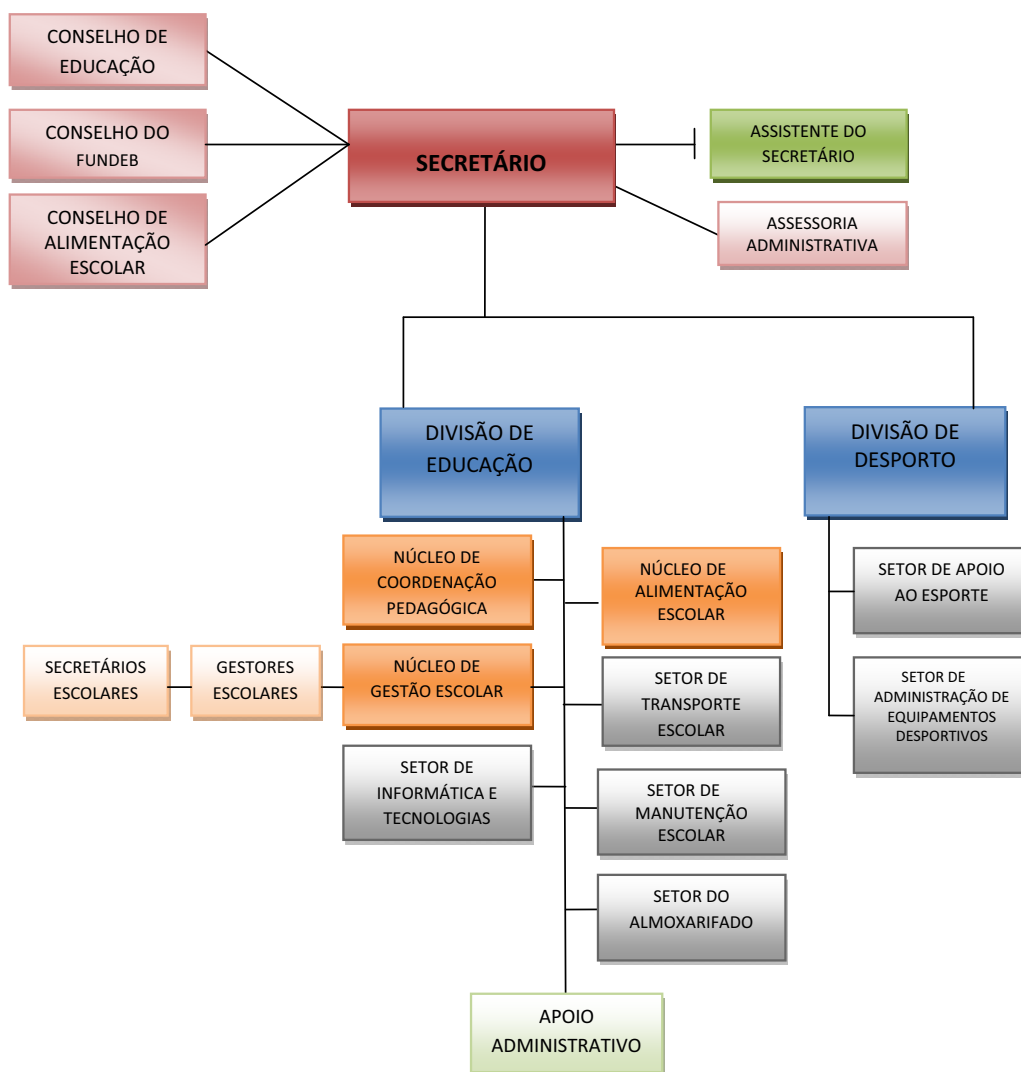 CONSELHO DE
EDUCAÇÃO
CONSELHO DO
FUNDEB
CONSELHO DE
ALIMENTAÇÃO
ESCOLAR
SECRETÁRIO
ASSISTENTE DO
SECRETÁRIO
ASSESSORIA
ADMINISTRATIVA
DIVISÃO DE
EDUCAÇÃO
DIVISÃO DE
DESPORTO
NÚCLEO DE
COORDENAÇÃO
PEDAGÓGICA
NÚCLEO DE
ALIMENTAÇÃO
ESCOLAR
SETOR DE APOIO
AO ESPORTE
SECRETÁRIOS
ESCOLARES
GESTORES
ESCOLARES
NÚCLEO DE
GESTÃO ESCOLAR
SETOR DE
TRANSPORTE
ESCOLAR
SETOR DE
ADMINISTRAÇÃO DE
EQUIPAMENTOS
DESPORTIVOS
SETOR DE
INFORMÁTICA E
TECNOLOGIAS
SETOR DE
MANUTENÇÃO
ESCOLAR
SETOR DO
ALMOXARIFADO
APOIO
ADMINISTRATIVO